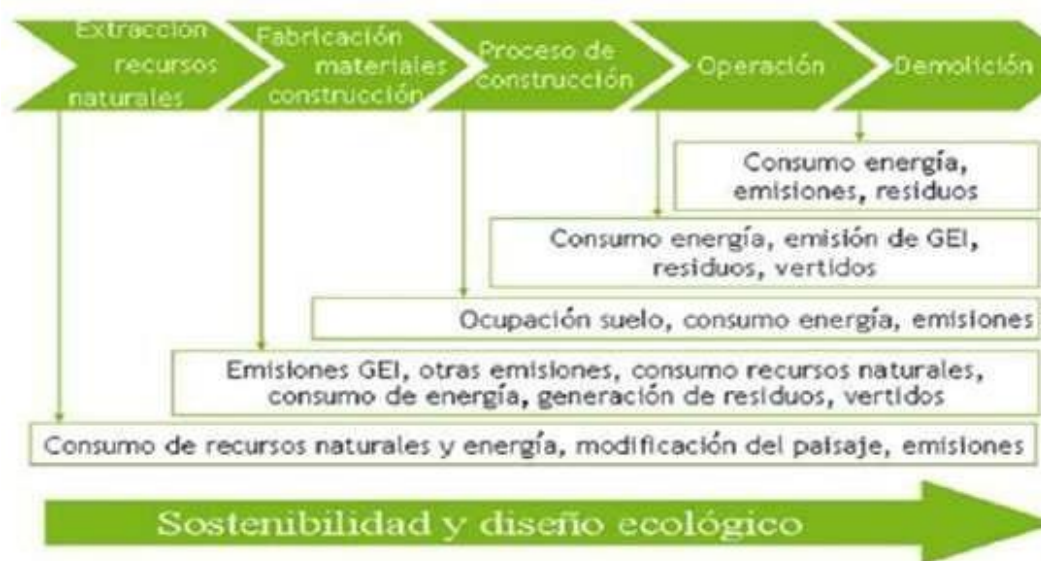 Extracción
recursos
naturales
Fabricación
materiales
construcción
Proceso de
construcción
Operación
Demolición
Consumo energía,
emisiones, residuos
Consumo energía, emisión de GEI,
residuos, vertidos
Ocupación suelo, consumo energía, emisiones
Emisiones GEI, otras emisiones, consumo recursos naturales,
consumo de energía, generación de residuos, vertidos
Consumo de recursos naturales y energía, modificación del paisaje, emisiones
Sostenibilidad y diseño ecológico